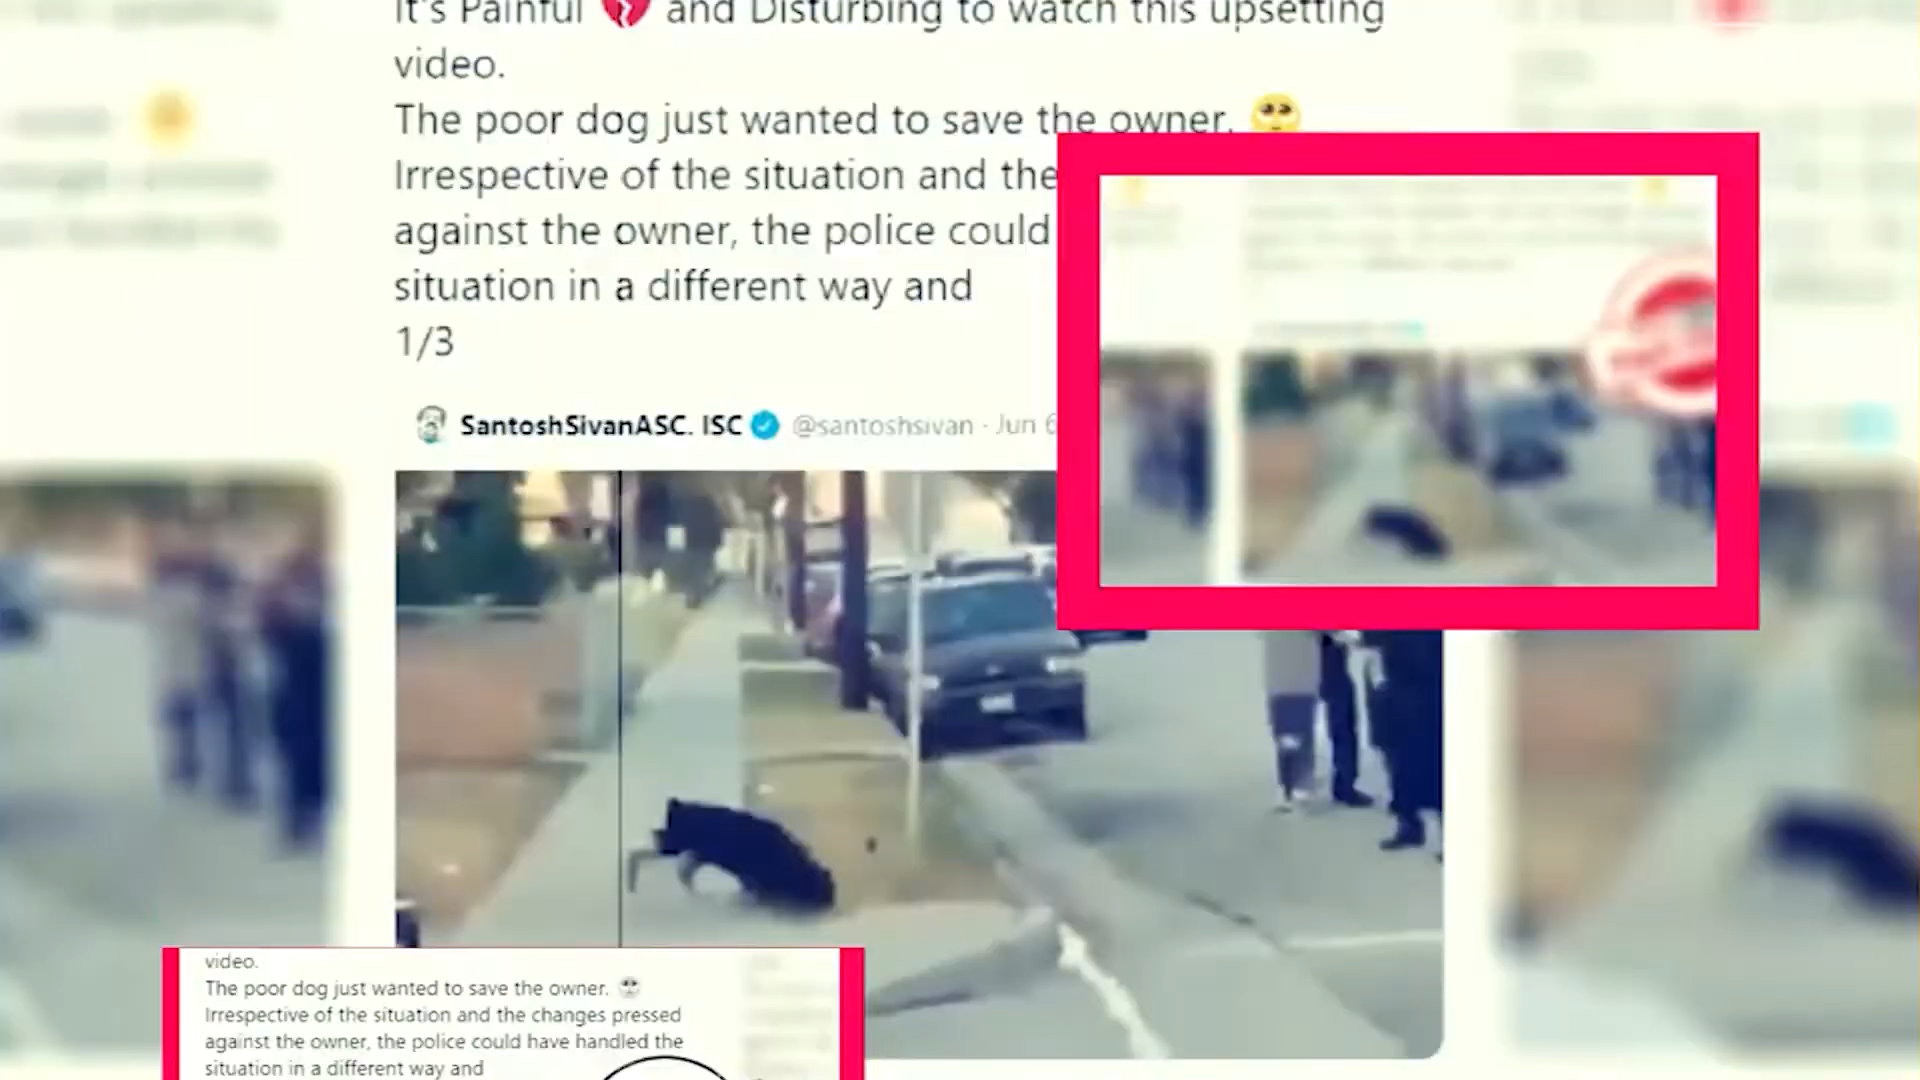 It's Painful 💔 and Disturbing to watch this upsetting
video.
The poor dog just wanted to save the owner. 🥺
Irrespective of the situation and the
against the owner, the police could
situation in a different way and
1/3
SantoshSivanASC. ISC @santoshsivan · Jun 6
video.
The poor dog just wanted to save the owner. 🥺
Irrespective of the situation and the changes pressed
against the owner, the police could have handled the
situation in a different way and